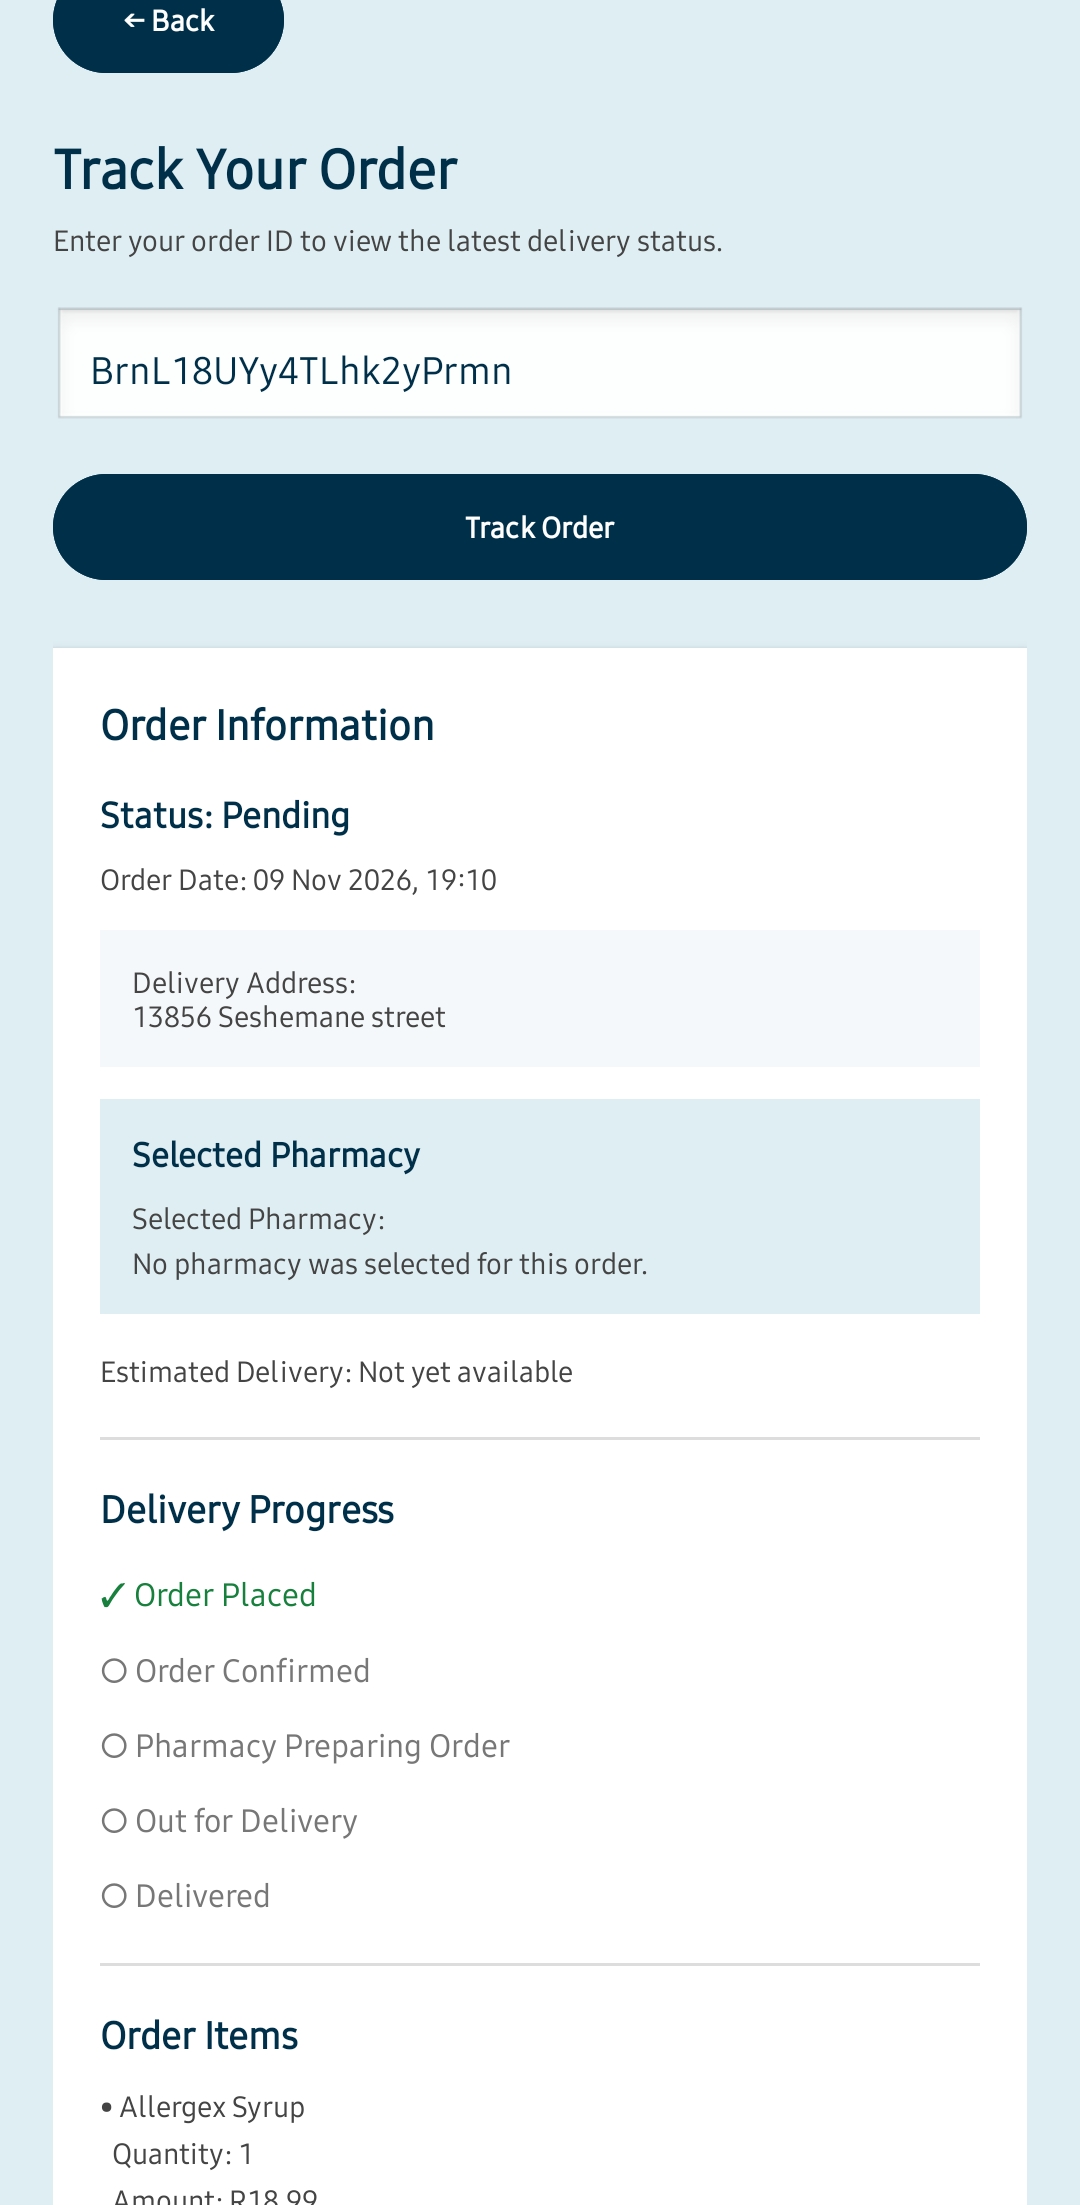 ← Back
Track Your Order
Enter your order ID to view the latest delivery status.
BrnL18UYy4TLhk2yPrmn
Track Order
Order Information
Status: Pending
Order Date: 09 Nov 2026, 19:10
Delivery Address:
13856 Seshemane street
Selected Pharmacy
Selected Pharmacy:
No pharmacy was selected for this order.
Estimated Delivery: Not yet available
Delivery Progress
✓ Order Placed
○ Order Confirmed
○ Pharmacy Preparing Order
○ Out for Delivery
○ Delivered
Order Items
• Allergex Syrup
Quantity: 1
Amount: R18.99